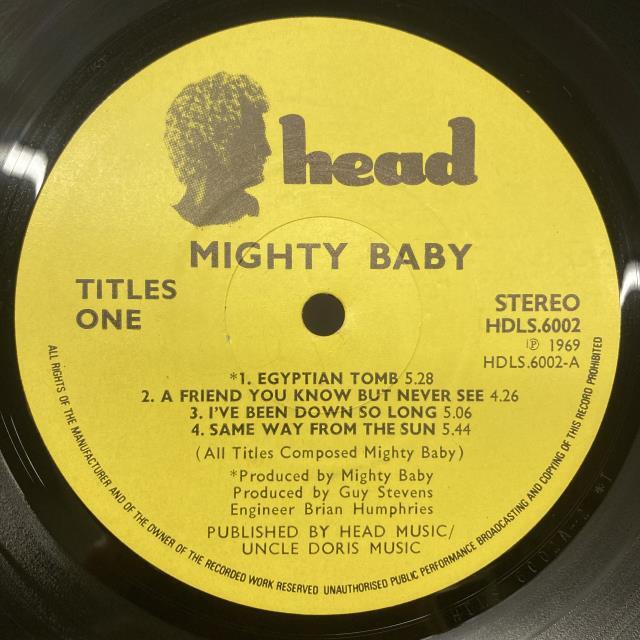 head
MIGHTY BABY
TITLES
ONE
STEREO
HDLS.6002
Ⓟ 1969
HDLS.6002-A
*1. EGYPTIAN TOMB 5.28
2. A FRIEND YOU KNOW BUT NEVER SEE 4.26
3. I'VE BEEN DOWN SO LONG 5.06
4. SAME WAY FROM THE SUN 5.44
(All Titles Composed Mighty Baby)
*Produced by Mighty Baby
Produced by Guy Stevens
Engineer Brian Humphries
PUBLISHED BY HEAD MUSIC/
UNCLE DORIS MUSIC
ALL RIGHTS OF THE MANUFACTURER AND OF THE OWNER OF THE RECORDED WORK RESERVED UNAUTHORISED PUBLIC PERFORMANCE BROADCASTING AND COPYING OF THIS RECORD PROHIBITED